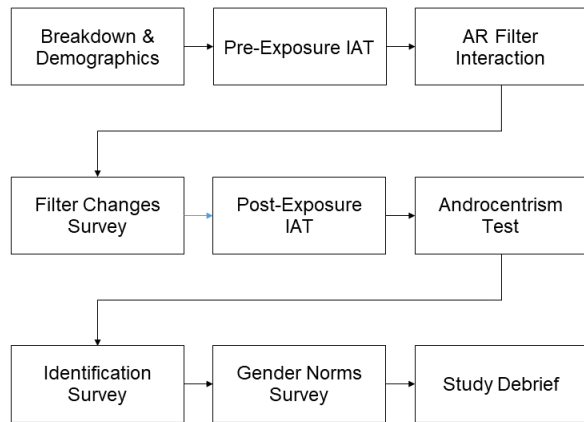 Breakdown &
Demographics
Pre-Exposure IAT
AR Filter
Interaction
Filter Changes
Survey
Post-Exposure
IAT
Androcentrism
Test
Identification
Survey
Gender Norms
Survey
Study Debrief